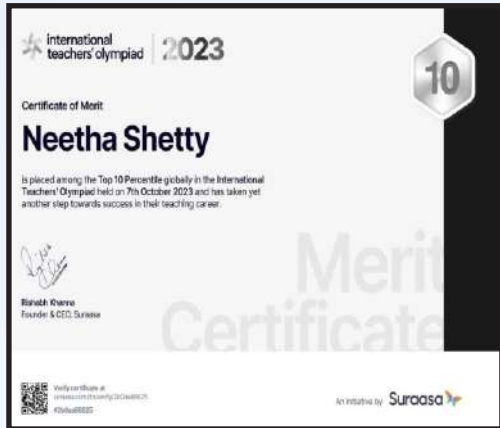 international
teachers' olympiad
2023
10
Certificate of Merit
Neetha Shetty
is placed among the Top 10 Percentile globally in the International
Teachers' Olympiad held on 7th October 2023 and has taken yet
another step towards success in their teaching career.
Rishabh Khanna
Founder & CEO, Suraasa
Merit
Certificate
Verify certificate at
An initiative by Suraasa